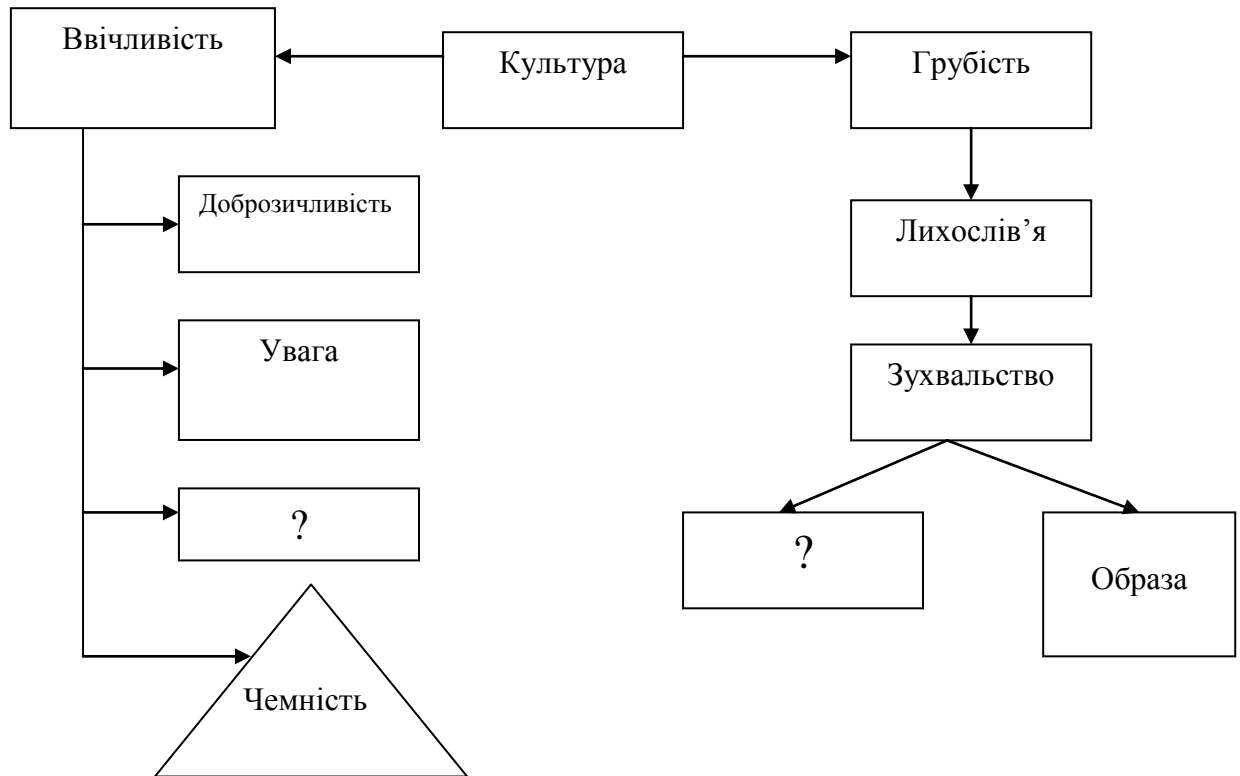 Ввічливість
Культура
Грубість
Доброзичливість
Лихослів’я
Увага
Зухвальство
?
?
Образа
Чемність